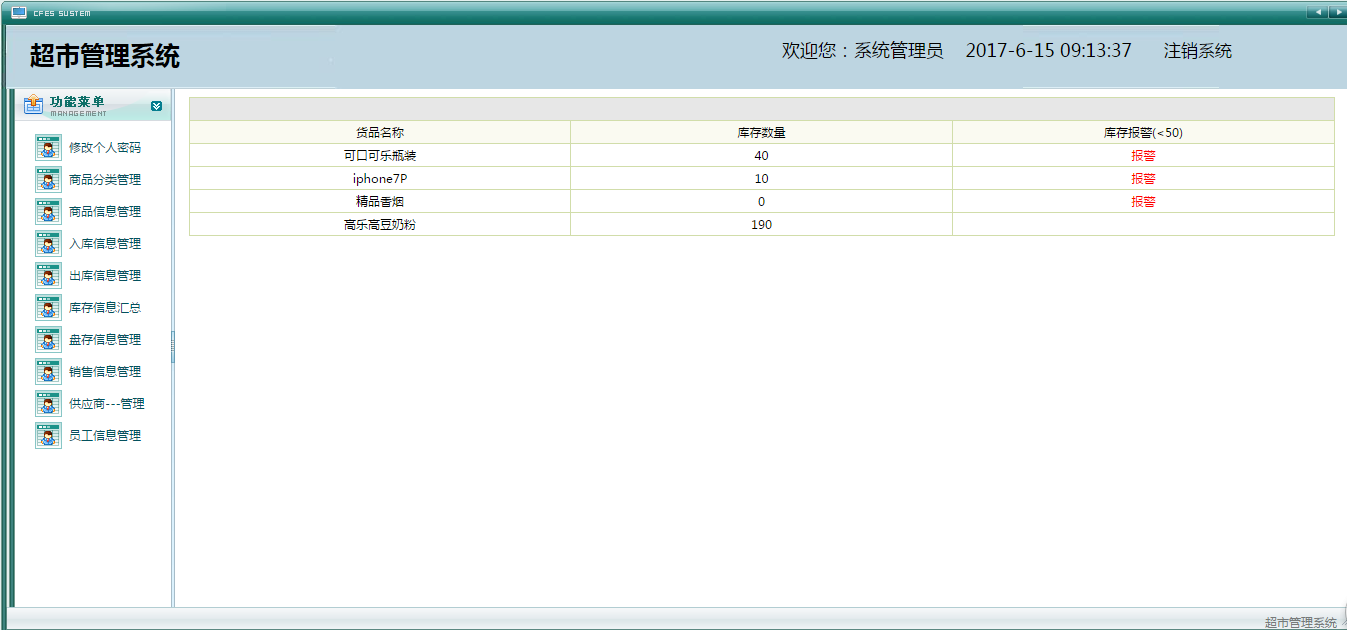 CFES SUSTEM
超市管理系统
欢迎您：系统管理员 2017-6-15 09:13:37 注销系统
功能菜单
MANAGEMENT
修改个人密码
商品分类管理
商品信息管理
入库信息管理
出库信息管理
库存信息汇总
盘存信息管理
销售信息管理
供应商---管理
员工信息管理
货品名称 库存数量 库存报警(<50)
可口可乐瓶装 40 报警
iphone7P 10 报警
精品香烟 0 报警
高乐高豆奶粉 190
超市管理系统